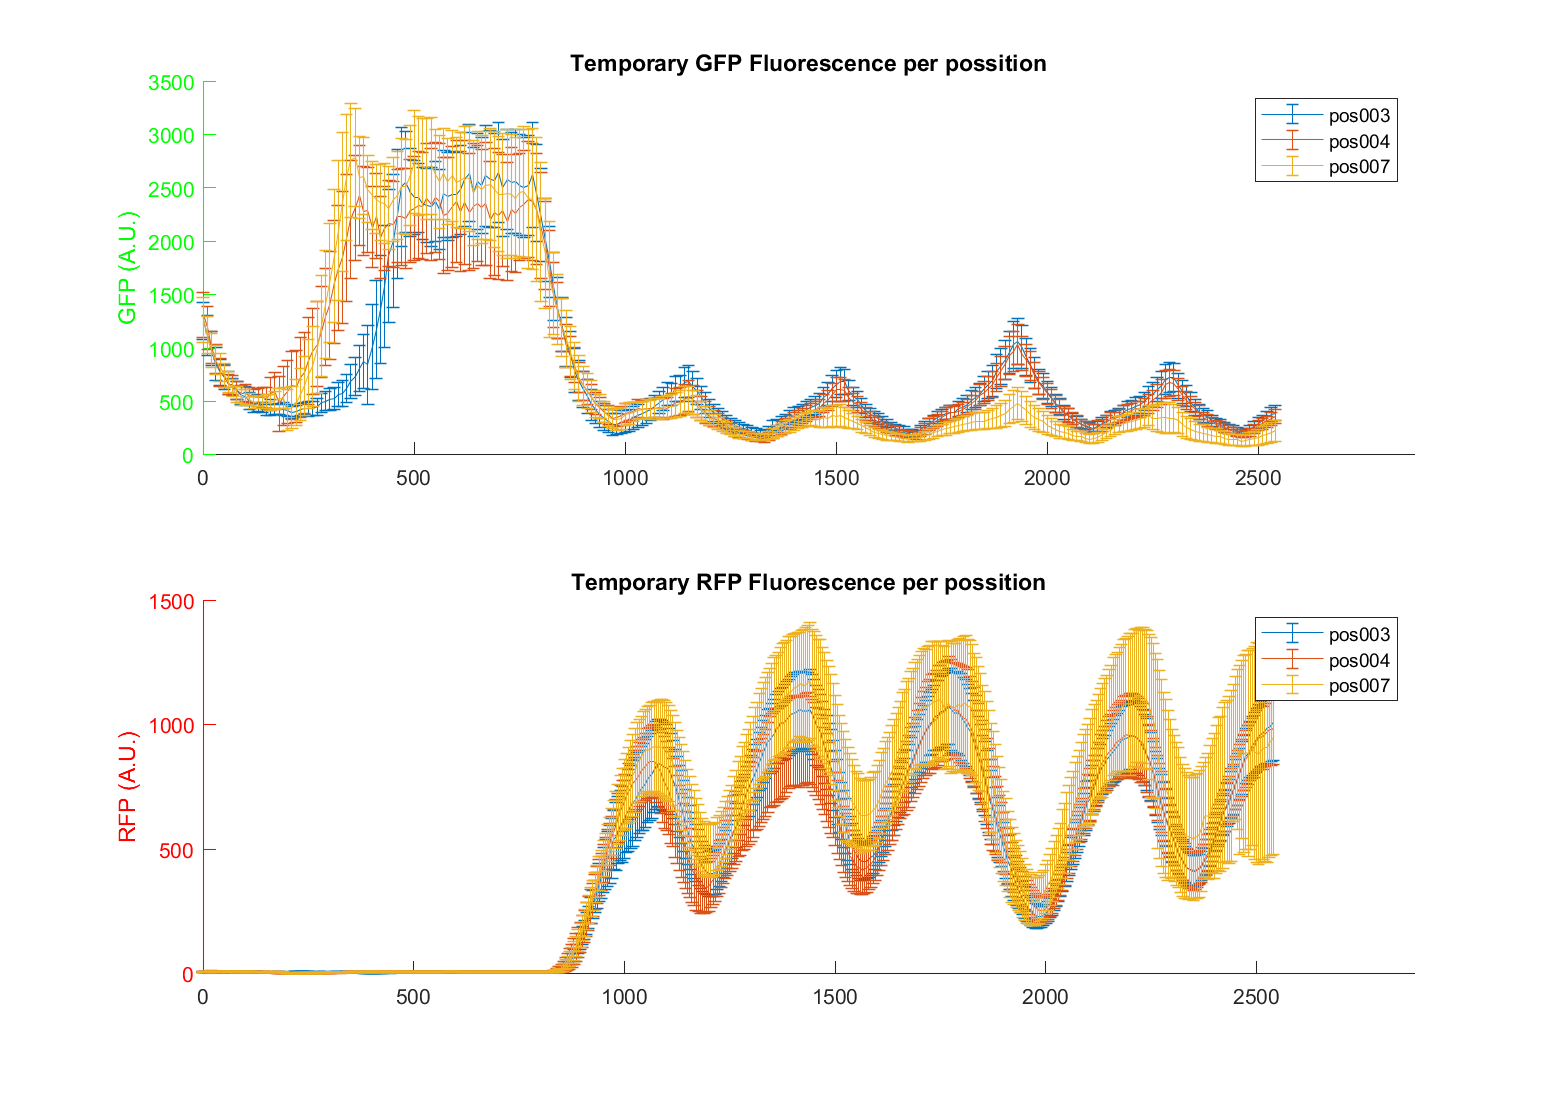 Temporary GFP Fluorescence per possition
GFP (A.U.)
3500
3000
2500
2000
1500
1000
500
0
0 500 1000 1500 2000 2500
pos003
pos004
pos007
Temporary RFP Fluorescence per possition
RFP (A.U.)
1500
1000
500
0
0 500 1000 1500 2000 2500
pos003
pos004
pos007